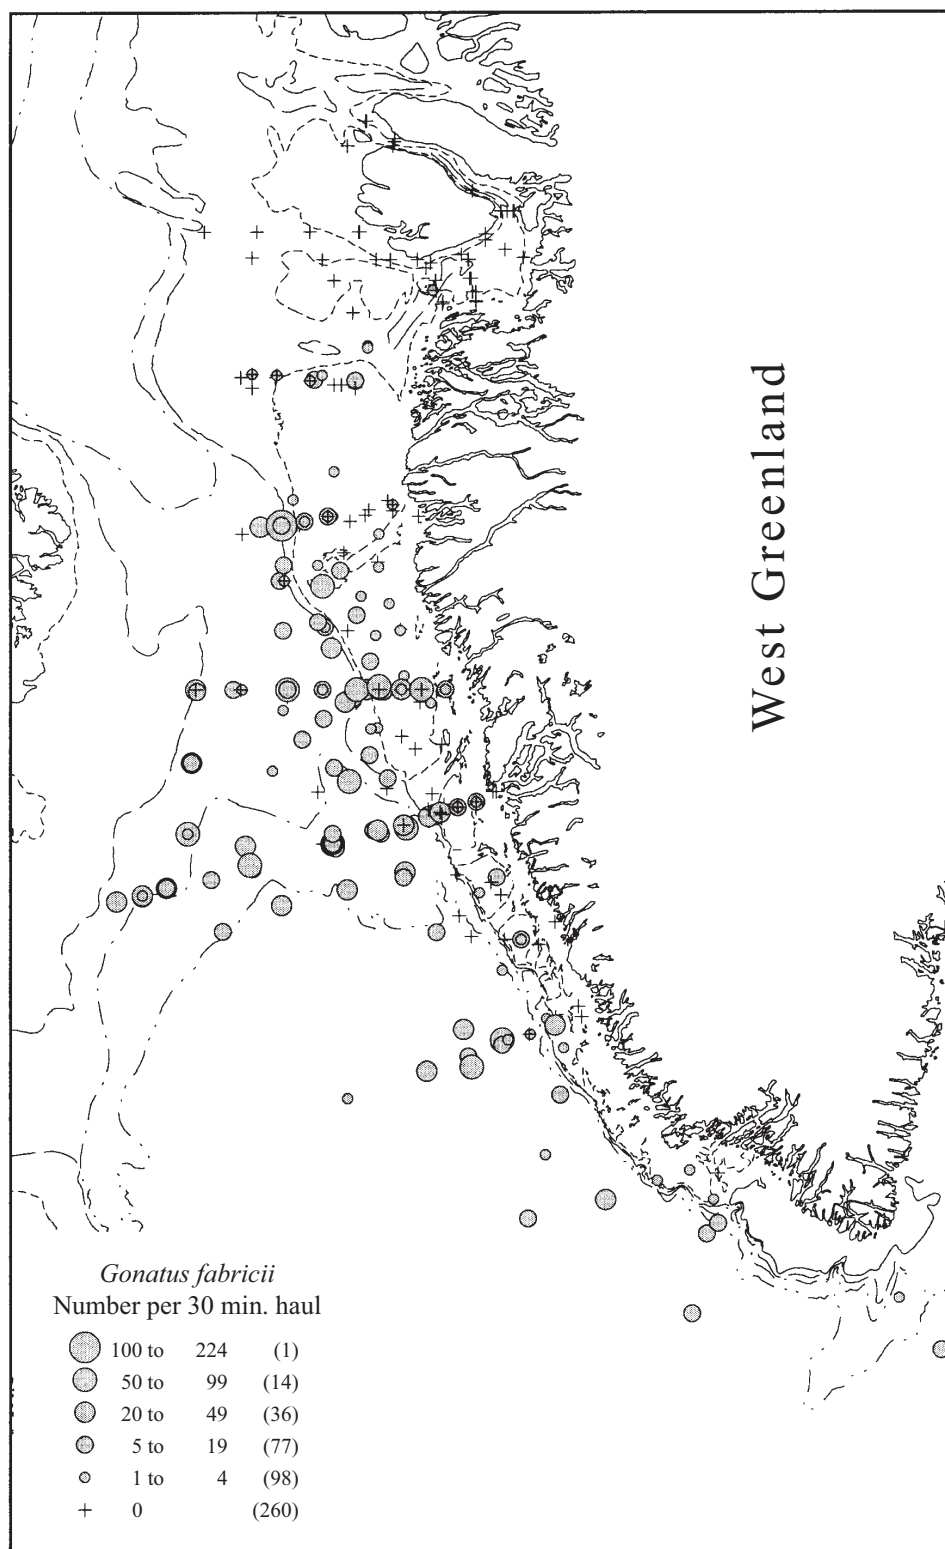 West Greenland
Gonatus fabricii
Number per 30 min. haul
100 to 224 (1)
50 to 99 (14)
20 to 49 (36)
5 to 19 (77)
1 to 4 (98)
0 (260)